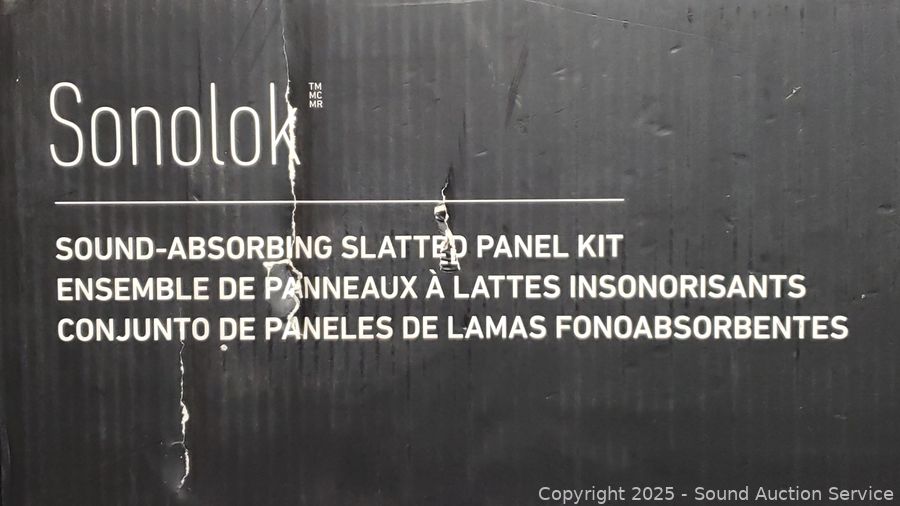 Sonolok
TM
MC
MR
SOUND-ABSORBING SLATTED PANEL KIT
ENSEMBLE DE PANNEAUX À LATTES INSONORISANTS
CONJUNTO DE PANELES DE LAMAS FONOABSORBENTES
Copyright 2025 - Sound Auction Service